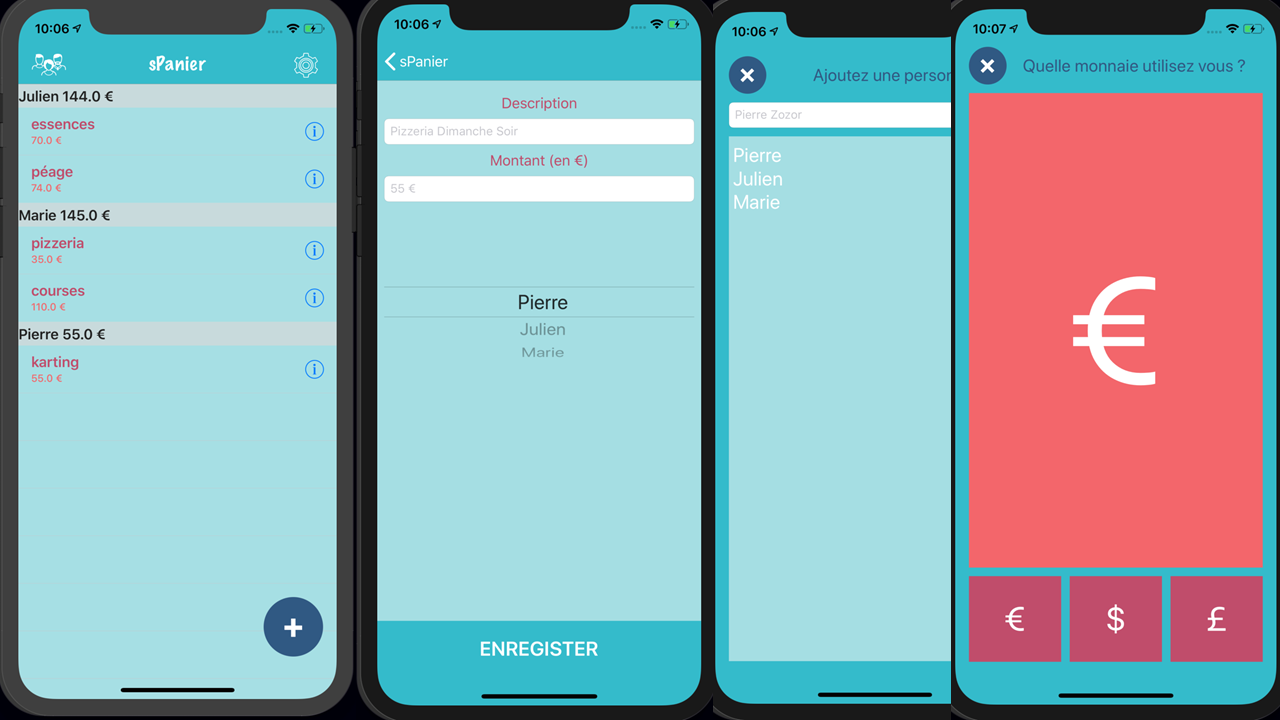 10:06
sPanier
Julien 144.0 €
essences
70.0 €
péage
74.0 €
Marie 145.0 €
pizzeria
35.0 €
courses
110.0 €
Pierre 55.0 €
karting
55.0 €
+
10:06
sPanier
Description
Pizzeria Dimanche Soir
Montant (en €)
55 €
Pierre
Julien
Marie
ENREGISTER
10:06
Ajoutez une person
Pierre Zozor
Pierre
Julien
Marie
10:07
Quelle monnaie utilisez vous ?
€
€ $ £